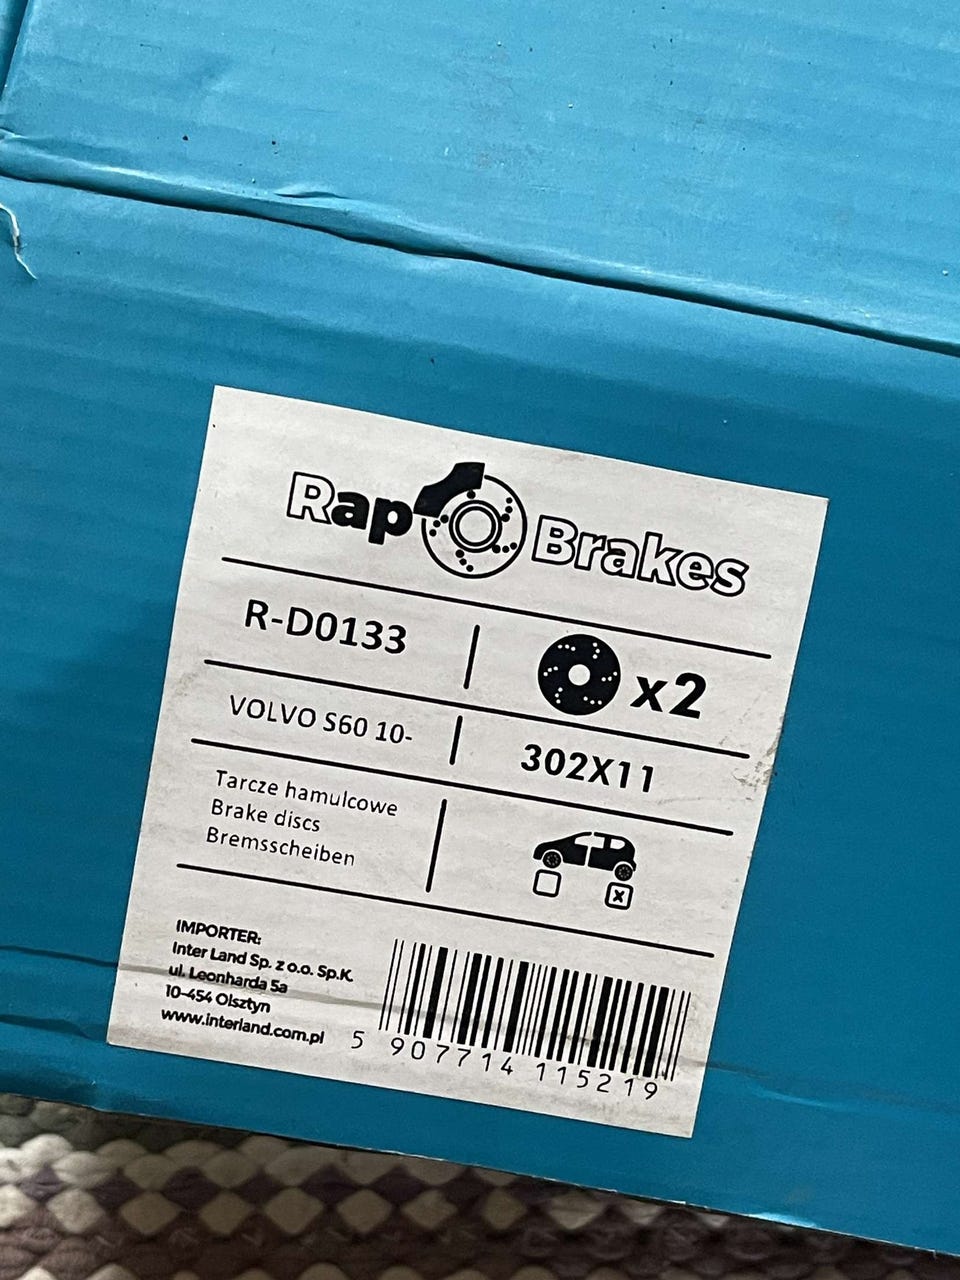 Rap Brakes
R-D0133
x2
VOLVO S60 10-
302X11
Tarcze hamulcowe
Brake discs
Bremsscheiben
x
IMPORTER:
Inter Land Sp. z o.o. Sp.K.
ul. Leonharda 5a
10-454 Olsztyn
www.interland.com.pl
5 907714 115219